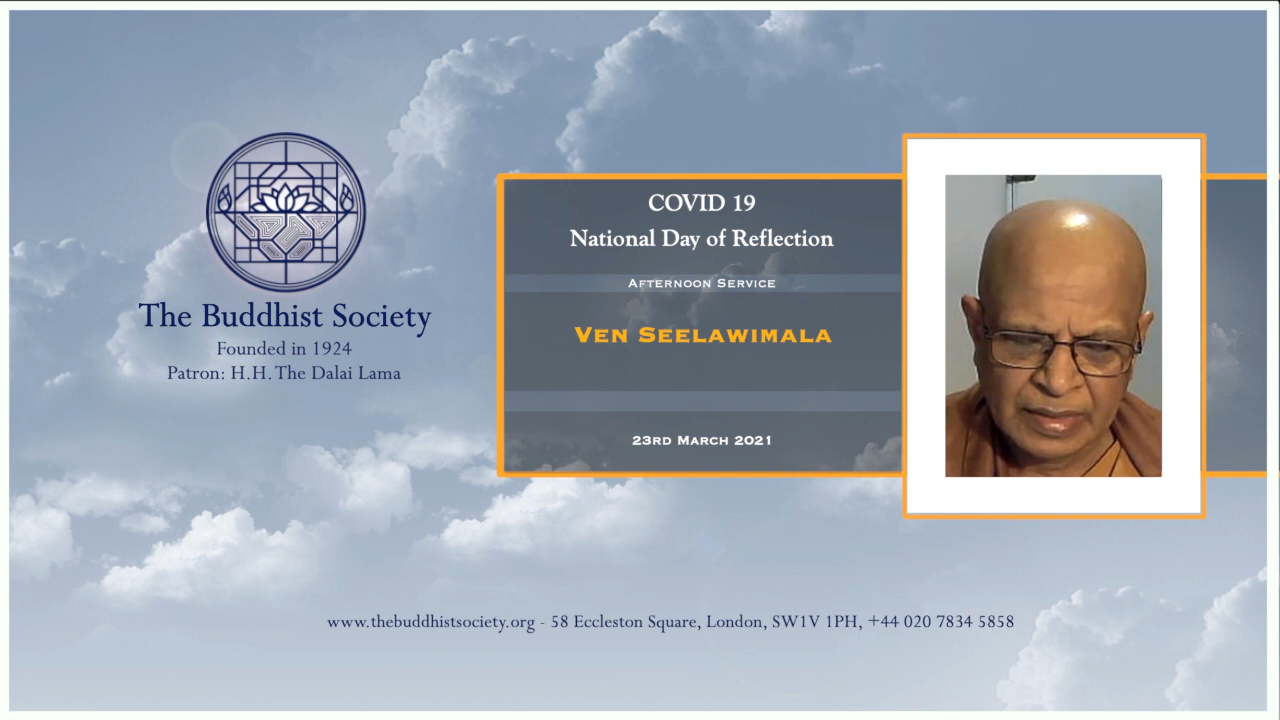 The Buddhist Society
Founded in 1924
Patron: H.H. The Dalai Lama
COVID 19
National Day of Reflection
Afternoon Service
Ven Seelawimala
23rd March 2021
www.thebuddhistsociety.org - 58 Eccleston Square, London, SW1V 1PH, +44 020 7834 5858